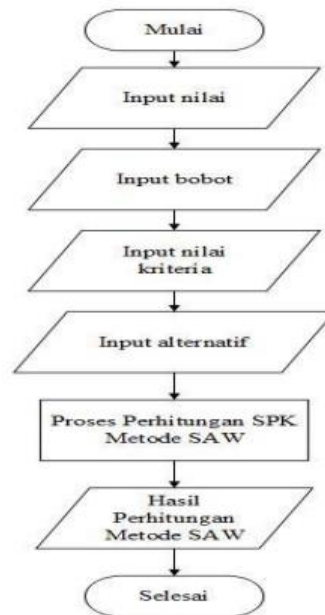 Mulai
Input nilai
Input bobot
Input nilai
kriteria
Input alternatif
Proses Perhitungan SPK
Metode SAW
Hasil
Perhitungan
Metode SAW
Selesai